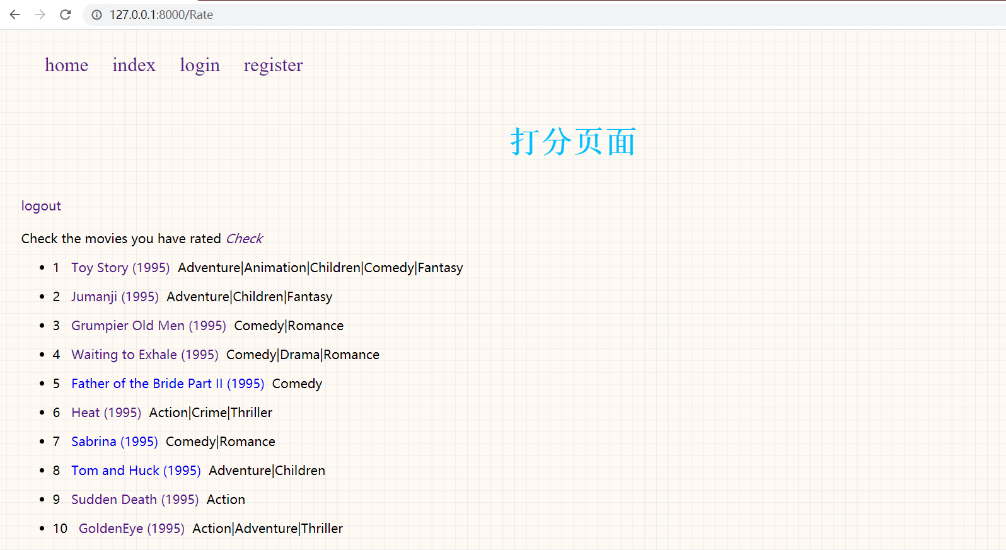 127.0.0.1:8000/Rate
home index login register
打分页面
logout
Check the movies you have rated Check
1 Toy Story (1995) Adventure|Animation|Children|Comedy|Fantasy
2 Jumanji (1995) Adventure|Children|Fantasy
3 Grumpier Old Men (1995) Comedy|Romance
4 Waiting to Exhale (1995) Comedy|Drama|Romance
5 Father of the Bride Part II (1995) Comedy
6 Heat (1995) Action|Crime|Thriller
7 Sabrina (1995) Comedy|Romance
8 Tom and Huck (1995) Adventure|Children
9 Sudden Death (1995) Action
10 GoldenEye (1995) Action|Adventure|Thriller